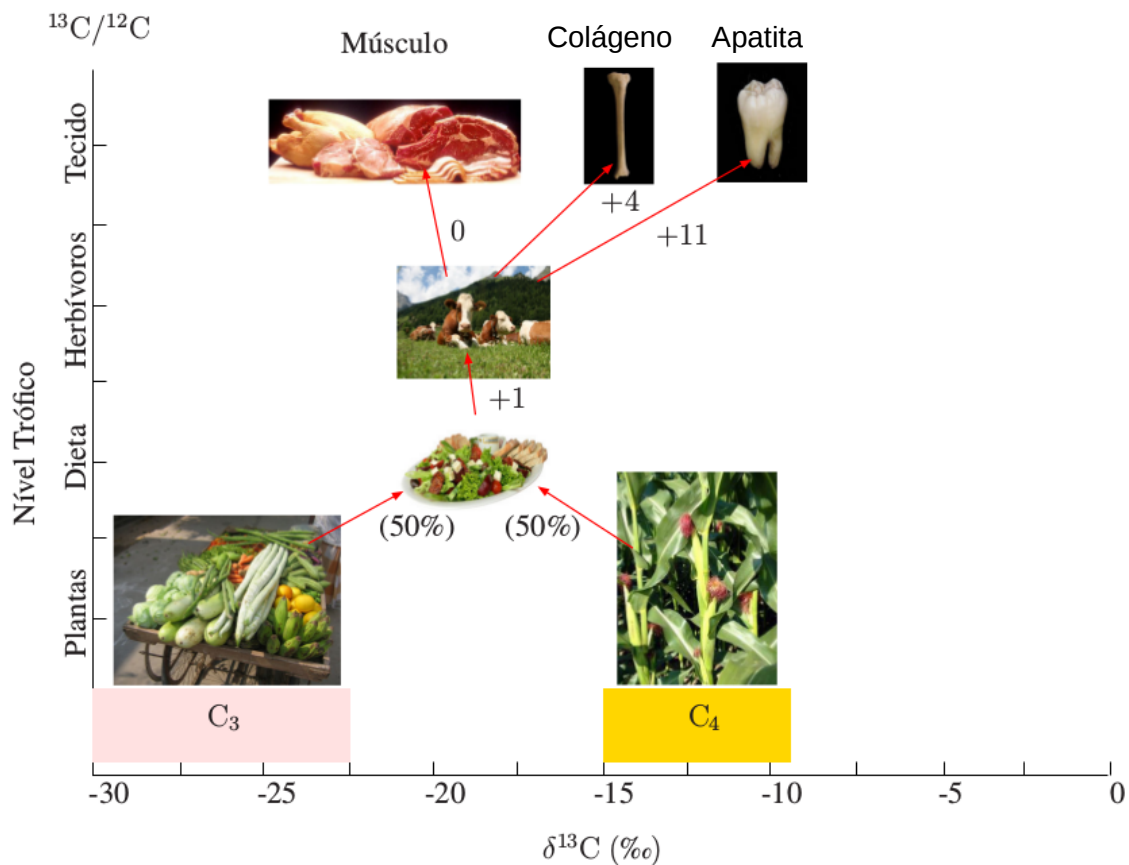 ¹³C/¹²C
Músculo
Colágeno
Apatita
Tecido
Herbívoros
Dieta
Plantas
Nível Trófico
0
+4
+11
+1
(50%)
(50%)
C₃
C₄
-30
-25
-20
-15
-10
-5
0
δ¹³C (‰)